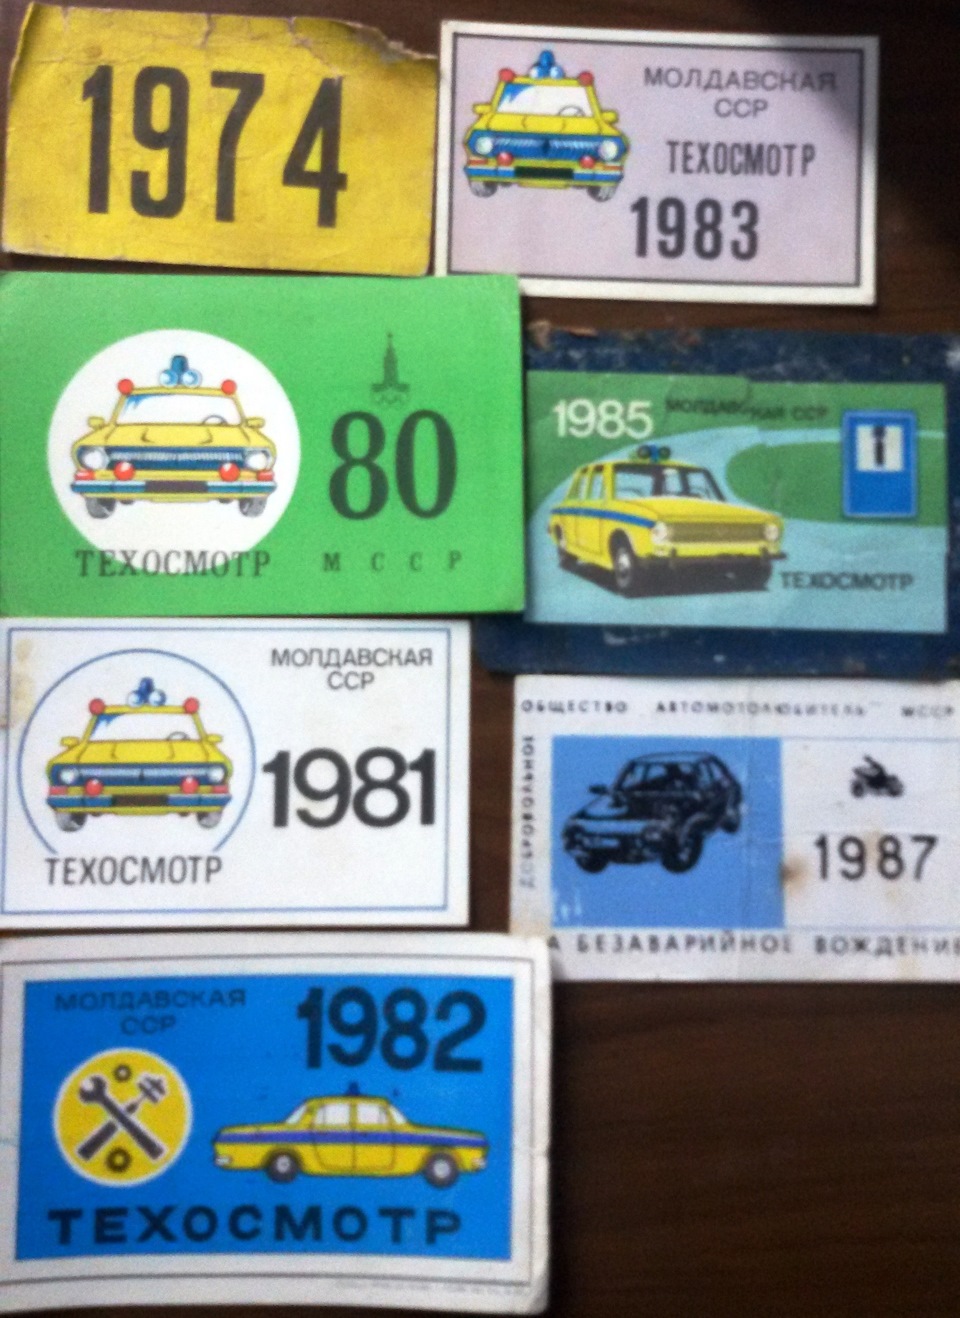 1974
МОЛДАВСКАЯ
ССР
ТЕХОСМОТР
1983
80
ТЕХОСМОТР
М С С Р
1985
МОЛДАВСКАЯ ССР
ТЕХОСМОТР
МОЛДАВСКАЯ
ССР
1981
ТЕХОСМОТР
ОБЩЕСТВО АВТОМОТОЛЮБИТЕЛЬ МССР
ДОБРОВОЛЬНОЕ
1987
А БЕЗАВАРИЙНОЕ ВОЖДЕНИЕ
МОЛДАВСКАЯ
ССР
1982
ТЕХОСМОТР